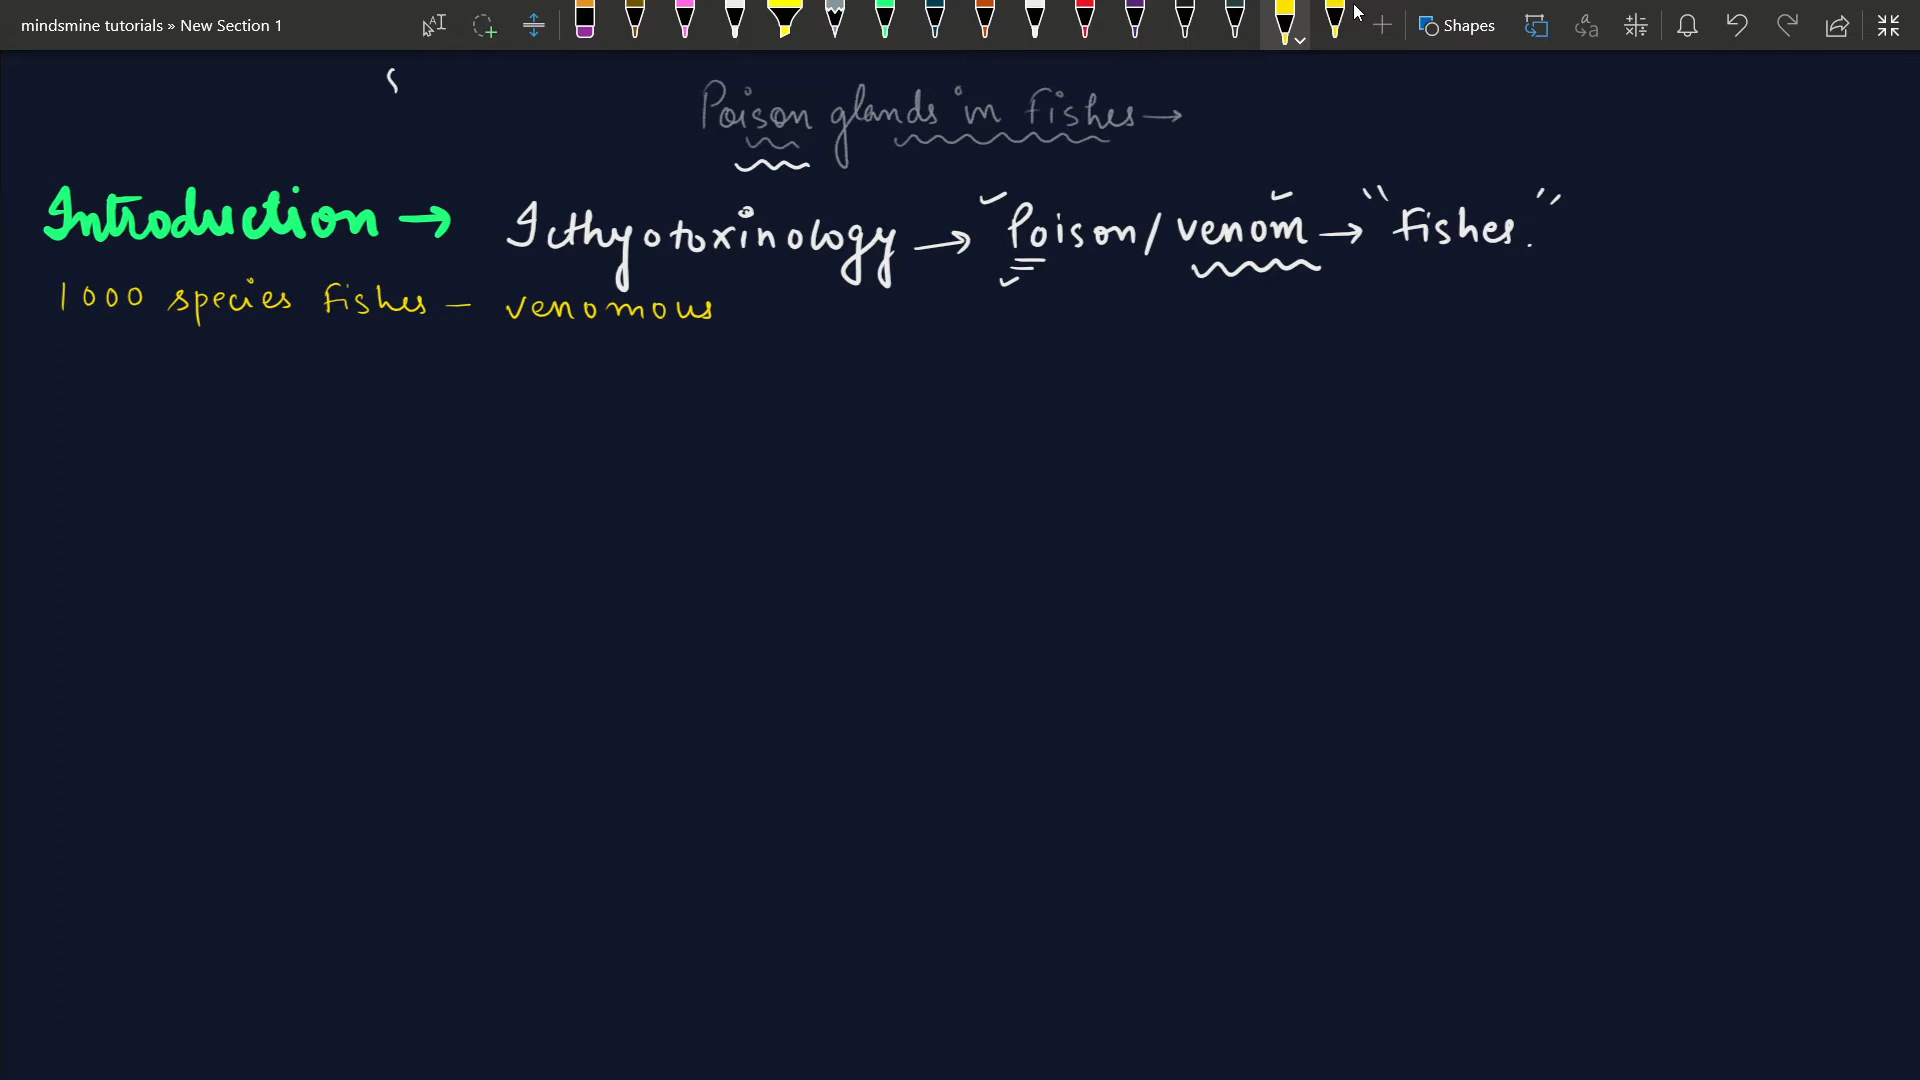 mindsmine tutorials » New Section 1
Shapes
Poison glands in fishes →
Introduction → Icthyotoxinology → Poison / venom → "fishes."
1000 species fishes - venomous